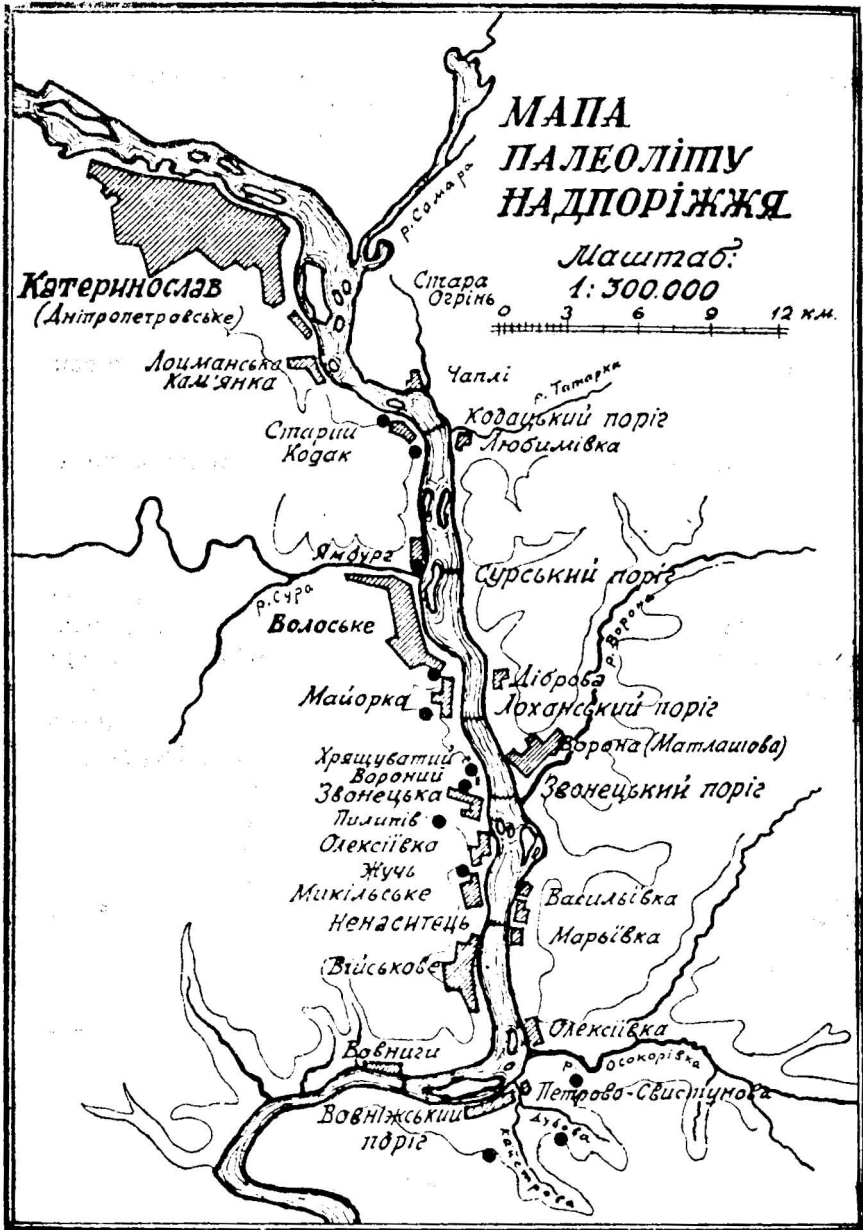 МАПА
ПАЛЕОЛІТУ
НАДПОРІЖЖЯ
Маштаб:
1: 300.000
0 3 6 9 12 км.
р. Самара
Стара
Огрінь
Катеринослав
(Дніпропетровське)
Лоцманська
Кам'янка
Чаплі
р. Татарка
Кодацький поріг
Любимівка
Старий
Кодак
Ямбург
Сурський поріг
р. Сура
р. Ворона
Волоське
Діброва
Майорка
Лоханський поріг
Ворона (Матлашова)
Хрящуватий
Вороний
Звонецька
Звонецький поріг
Пилипів
Олексіївка
Жучь
Микільське
Васильївка
Ненаситець
Марьївка
Військове
Олексіївка
Вовниги
р. Осокорівка
Петрово-Свистунова
Вовніжський
поріг
Дубова
Кайстрова